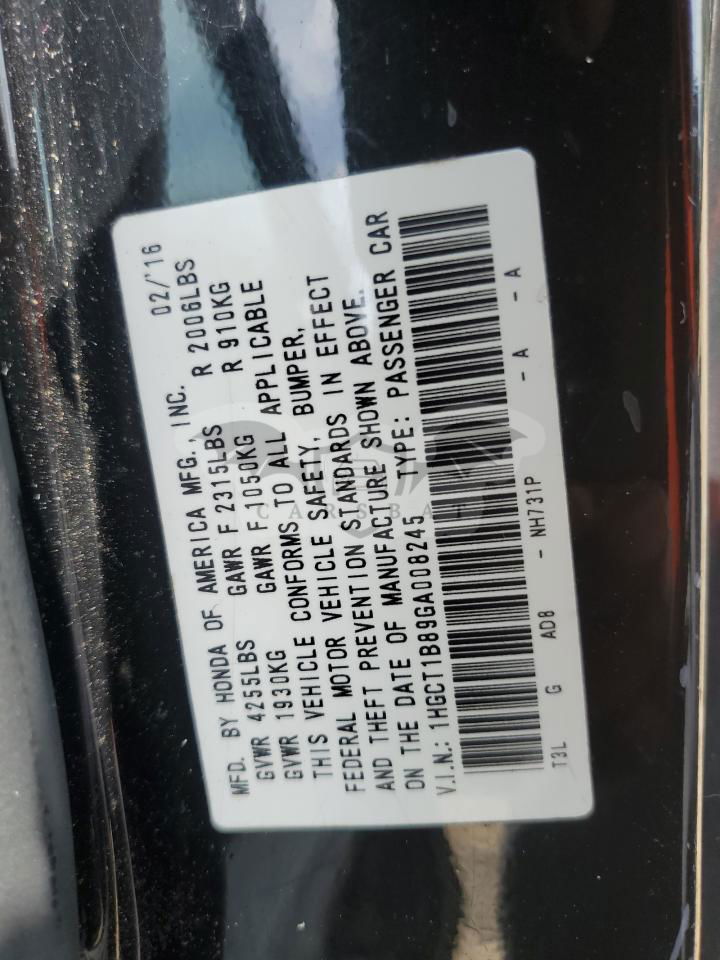 MFD. BY HONDA OF AMERICA MFG., INC. 02/'16
GVWR 4255LBS GAWR F 2315LBS R 2006LBS
GVWR 1930KG GAWR F 1050KG R 910KG
THIS VEHICLE CONFORMS TO ALL APPLICABLE
FEDERAL MOTOR VEHICLE SAFETY, BUMPER,
AND THEFT PREVENTION STANDARDS IN EFFECT
ON THE DATE OF MANUFACTURE SHOWN ABOVE.
V.I.N.: 1HGCT1B89GA008245 TYPE: PASSENGER CAR
T3L G AD8 - NH731P - A - A
CARSBAT